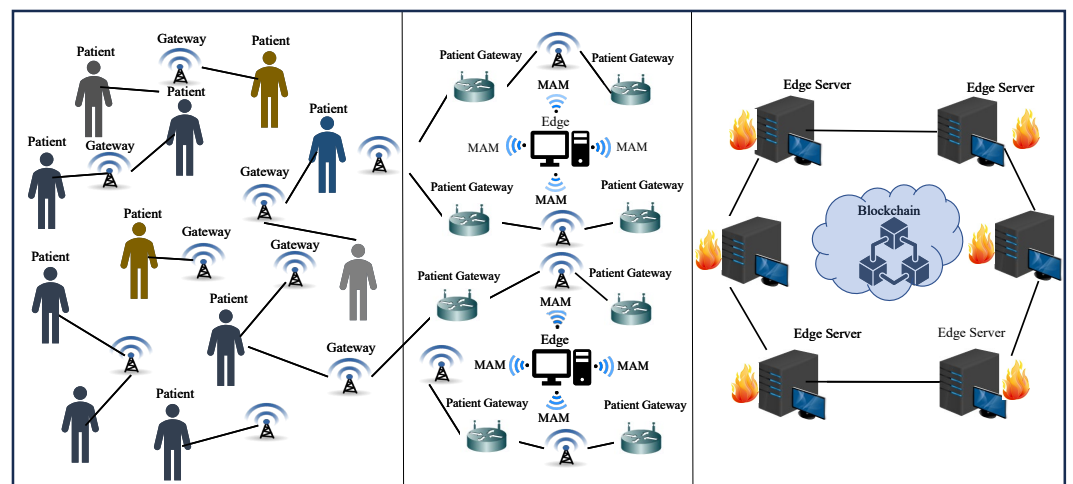 Gateway
Patient
Patient
Patient
Patient
Gateway
Gateway
Patient
Gateway
Gateway
Patient
Patient
Gateway
Patient
Patient Gateway
Patient Gateway
MAM
Edge
MAM
MAM
MAM
Patient Gateway
Patient Gateway
Patient Gateway
Patient Gateway
MAM
Edge
MAM
MAM
MAM
Patient Gateway
Patient Gateway
Edge Server
Edge Server
Blockchain
Edge Server
Edge Server